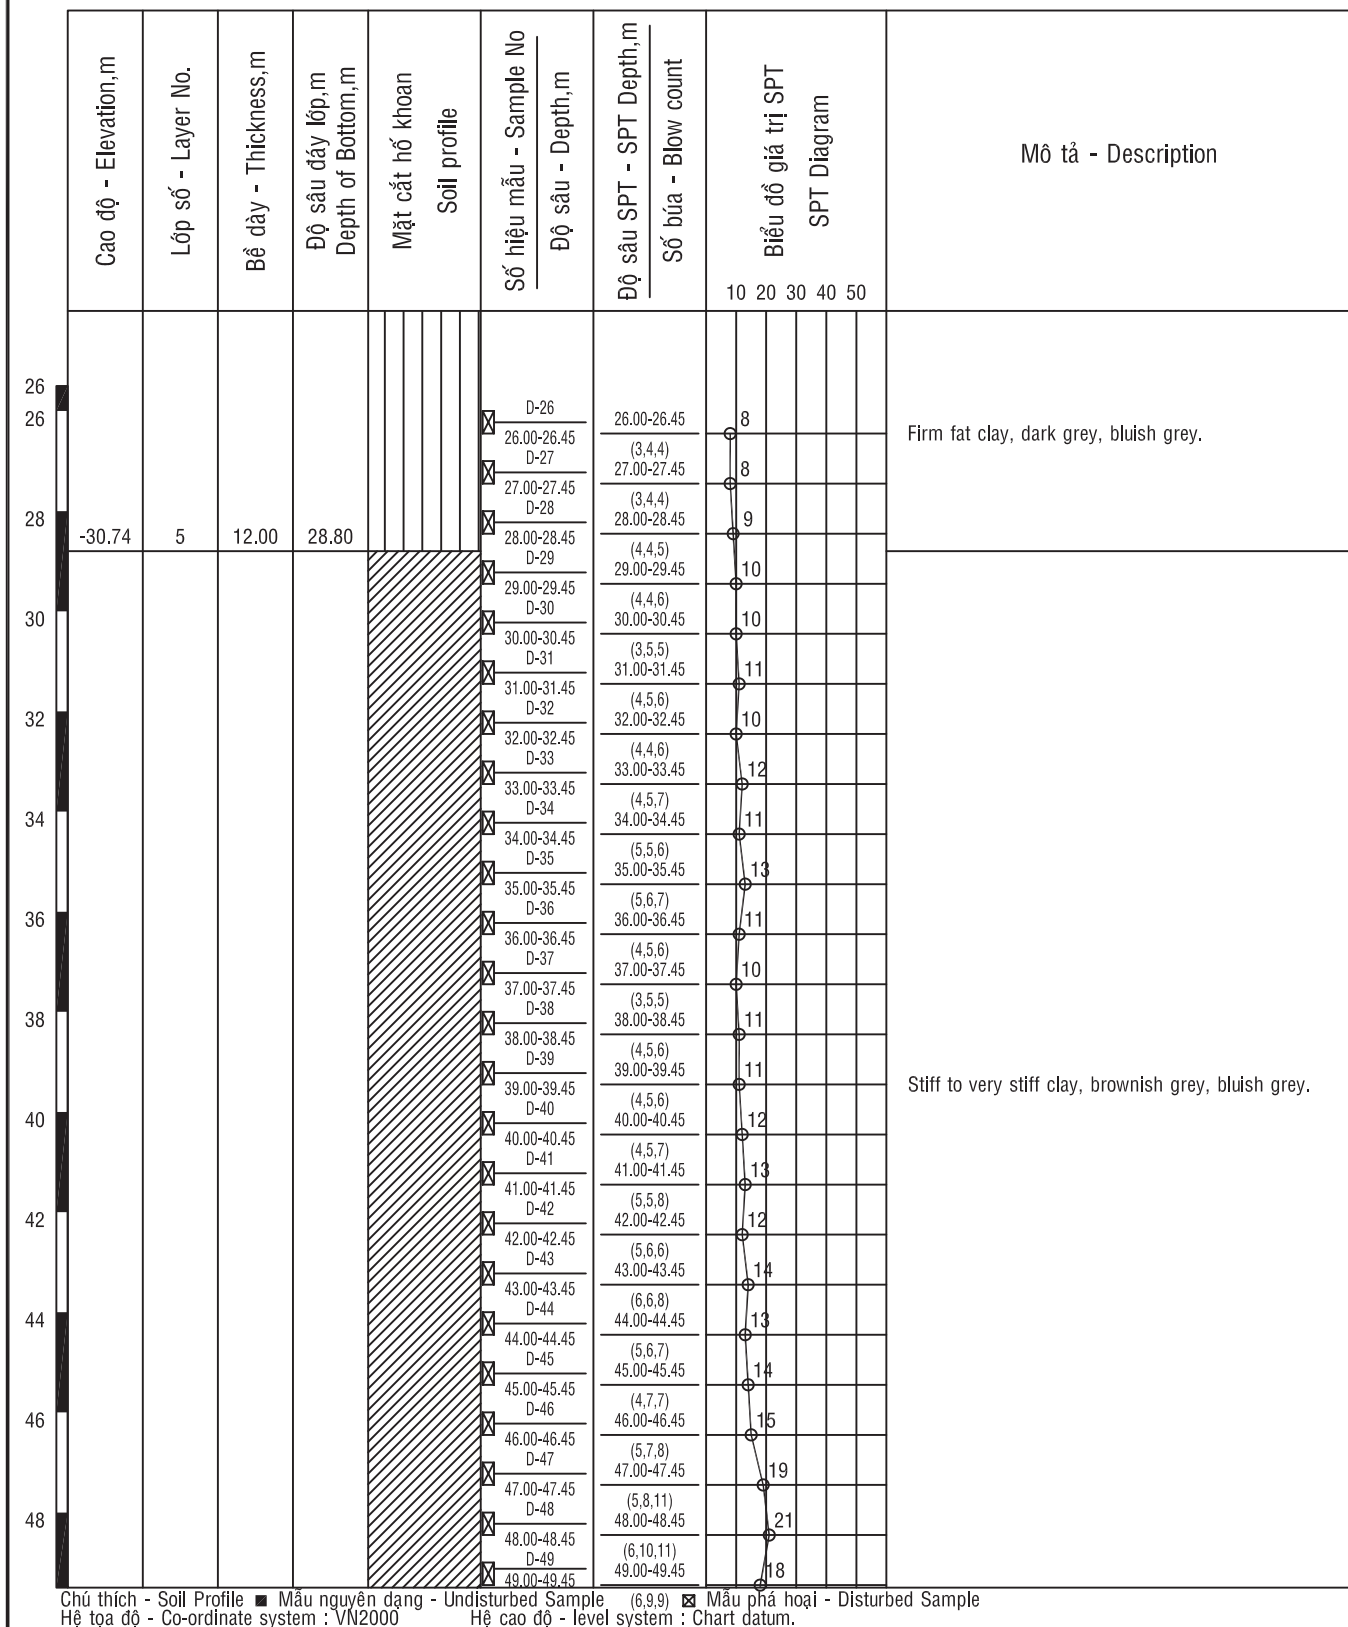 Cao độ - Elevation,m
Lớp số - Layer No.
Bề dày - Thickness,m
Độ sâu đáy lớp,m
Depth of Bottom,m
Mặt cắt hố khoan
Soil profile
Số hiệu mẫu - Sample No
Độ sâu - Depth,m
Độ sâu SPT - SPT Depth,m
Số búa - Blow count
Biểu đồ giá trị SPT
SPT Diagram
10 20 30 40 50
Mô tả - Description
26
26 D-26 26.00-26.45 8
Firm fat clay, dark grey, bluish grey.
26.00-26.45 (3,4,4)
D-27 27.00-27.45 8
27.00-27.45 (3,4,4)
28 D-28 28.00-28.45 9
-30.74 5 12.00 28.80 28.00-28.45 (4,4,5)
D-29 29.00-29.45 10
29.00-29.45 (4,4,6)
30 D-30 30.00-30.45 10
30.00-30.45 (3,5,5)
D-31 31.00-31.45 11
31.00-31.45 (4,5,6)
32 D-32 32.00-32.45 10
32.00-32.45 (4,4,6)
D-33 33.00-33.45 12
33.00-33.45 (4,5,7)
34 D-34 34.00-34.45 11
34.00-34.45 (5,5,6)
D-35 35.00-35.45 13
35.00-35.45 (5,6,7)
36 D-36 36.00-36.45 11
36.00-36.45 (4,5,6)
D-37 37.00-37.45 10
37.00-37.45 (3,5,5)
38 D-38 38.00-38.45 11
38.00-38.45 (4,5,6)
D-39 39.00-39.45 11
Stiff to very stiff clay, brownish grey, bluish grey.
39.00-39.45 (4,5,6)
40 D-40 40.00-40.45 12
40.00-40.45 (4,5,7)
D-41 41.00-41.45 13
41.00-41.45 (5,5,8)
42 D-42 42.00-42.45 12
42.00-42.45 (5,6,6)
D-43 43.00-43.45 14
43.00-43.45 (6,6,8)
44 D-44 44.00-44.45 13
44.00-44.45 (5,6,7)
D-45 45.00-45.45 14
45.00-45.45 (4,7,7)
46 D-46 46.00-46.45 15
46.00-46.45 (5,7,8)
D-47 47.00-47.45 19
47.00-47.45 (5,8,11)
48 D-48 48.00-48.45 21
48.00-48.45 (6,10,11)
D-49 49.00-49.45 18
49.00-49.45
Chú thích - Soil Profile Mẫu nguyên dạng - Undisturbed Sample (6,9,9) Mẫu phá hoại - Disturbed Sample
Hệ tọa độ - Co-ordinate system : VN2000 Hệ cao độ - level system : Chart datum.